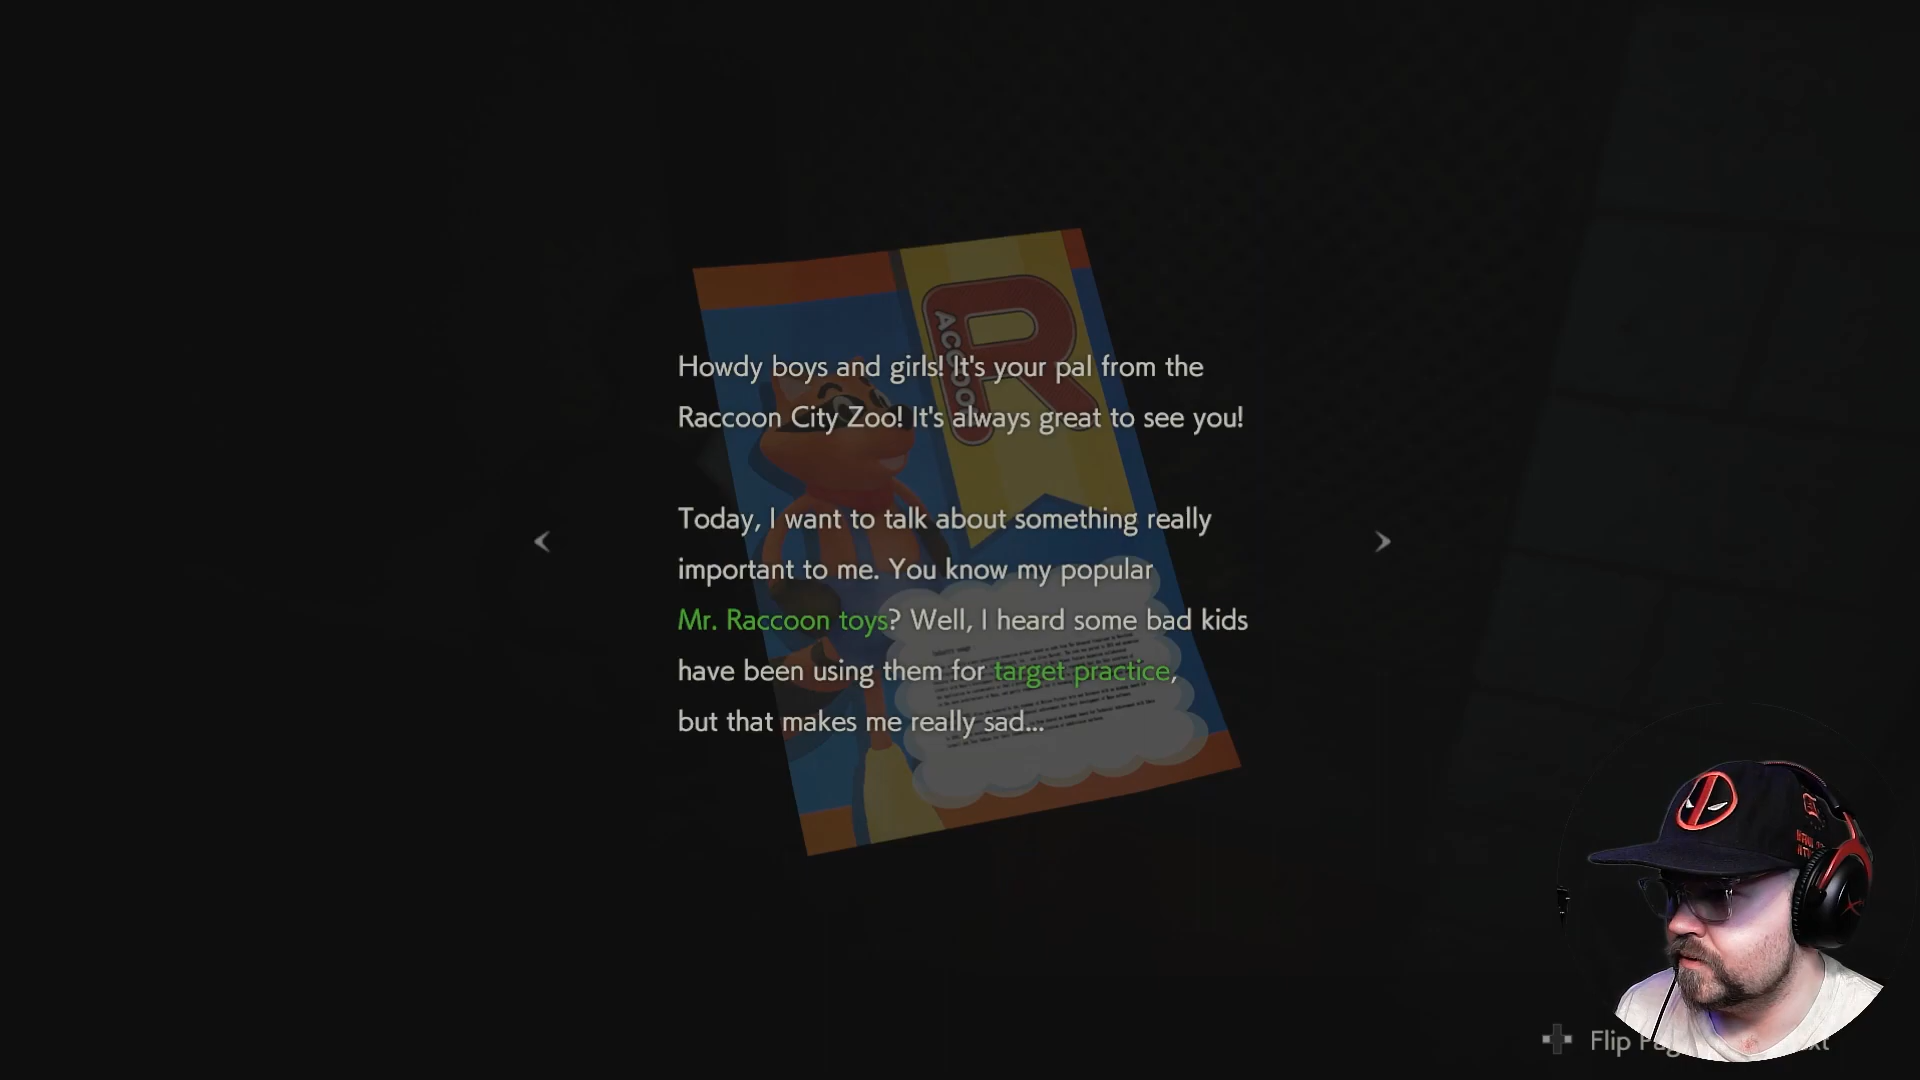 R
ACCOON
Howdy boys and girls! It's your pal from the
Raccoon City Zoo! It's always great to see you!
Today, I want to talk about something really
important to me. You know my popular
Mr. Raccoon toys? Well, I heard some bad kids
have been using them for target practice,
but that makes me really sad...
Flip